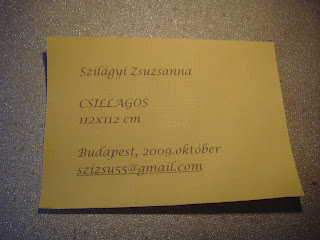 Szilágyi Zsuzsanna
CSILLAGOS
112x112 cm
Budapest, 2009.október
szizsu55@gmail.com